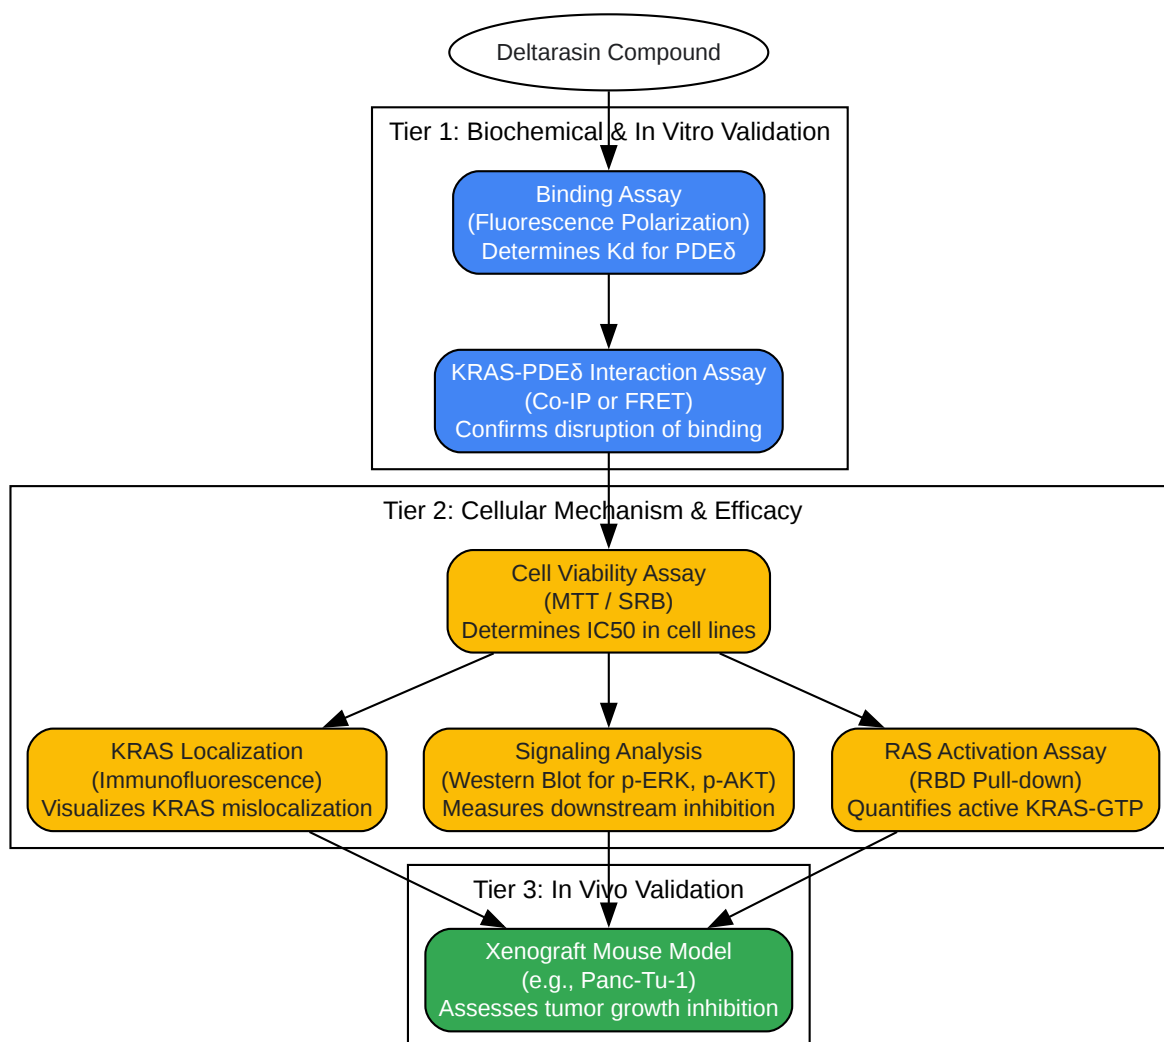 Deltarasin Compound
Tier 1: Biochemical & In Vitro Validation
Binding Assay
(Fluorescence Polarization)
Determines Kd for PDEδ
KRAS-PDEδ Interaction Assay
(Co-IP or FRET)
Confirms disruption of binding
Tier 2: Cellular Mechanism & Efficacy
Cell Viability Assay
(MTT / SRB)
Determines IC50 in cell lines
KRAS Localization
(Immunofluorescence)
Visualizes KRAS mislocalization
Signaling Analysis
(Western Blot for p-ERK, p-AKT)
Measures downstream inhibition
RAS Activation Assay
(RBD Pull-down)
Quantifies active KRAS-GTP
Tier 3: In Vivo Validation
Xenograft Mouse Model
(e.g., Panc-Tu-1)
Assesses tumor growth inhibition